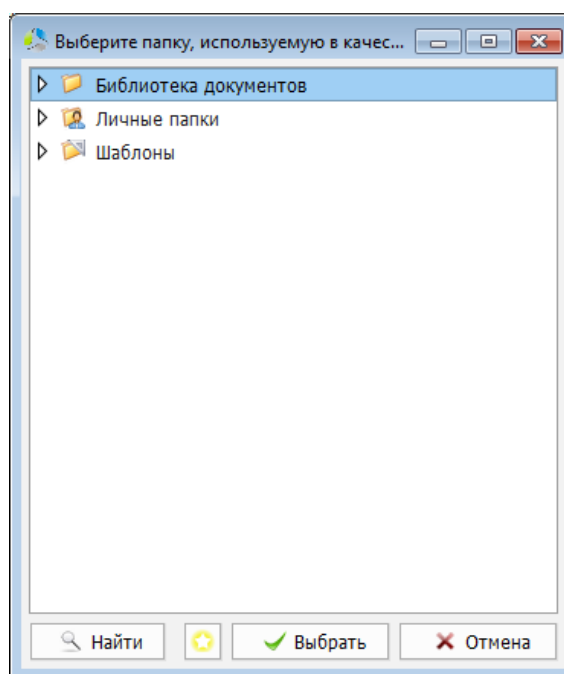 Выберите папку, используемую в качес...
Библиотека документов
Личные папки
Шаблоны
Найти
Выбрать
Отмена